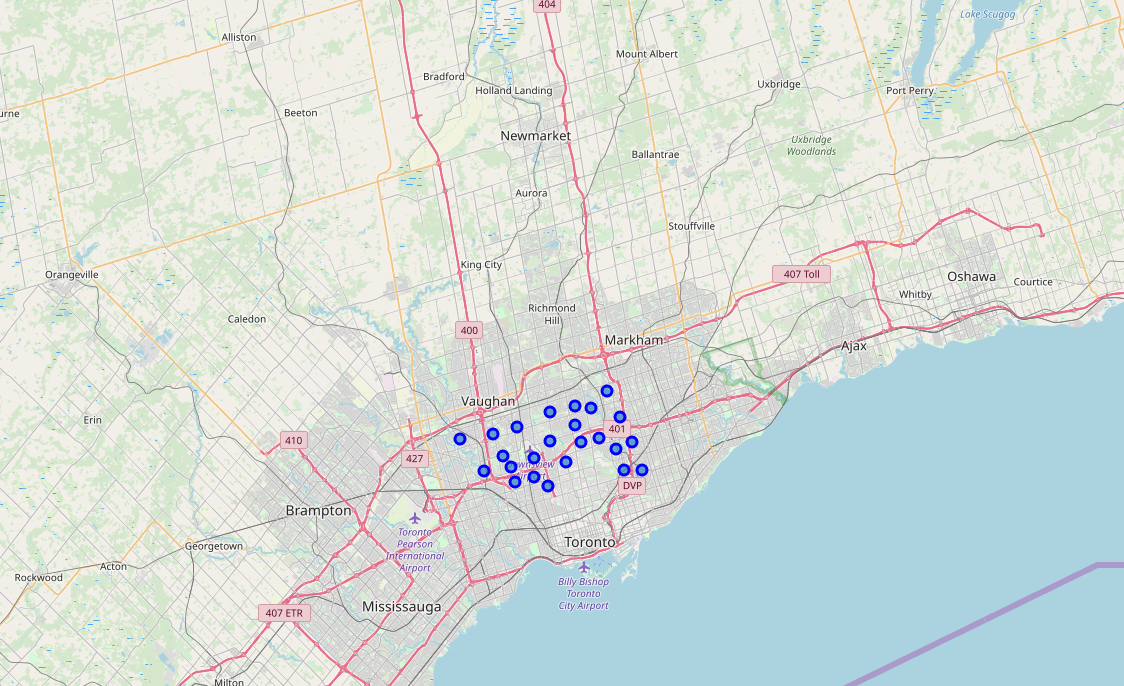 404
Lake Scugog
Alliston
Mount Albert
Bradford
Holland Landing
Uxbridge
Port Perry
Beeton
Newmarket
Uxbridge
Woodlands
Ballantrae
Aurora
Stouffville
King City
Orangeville
407 Toll
Oshawa
Courtice
Whitby
Richmond
Hill
Caledon
400
Markham
Ajax
Vaughan
Erin
401
410
427
DVP
Brampton
Toronto
Pearson
International
Airport
Toronto
Georgetown
Acton
Rockwood
Billy Bishop
Toronto
City Airport
Mississauga
407 ETR
Milton